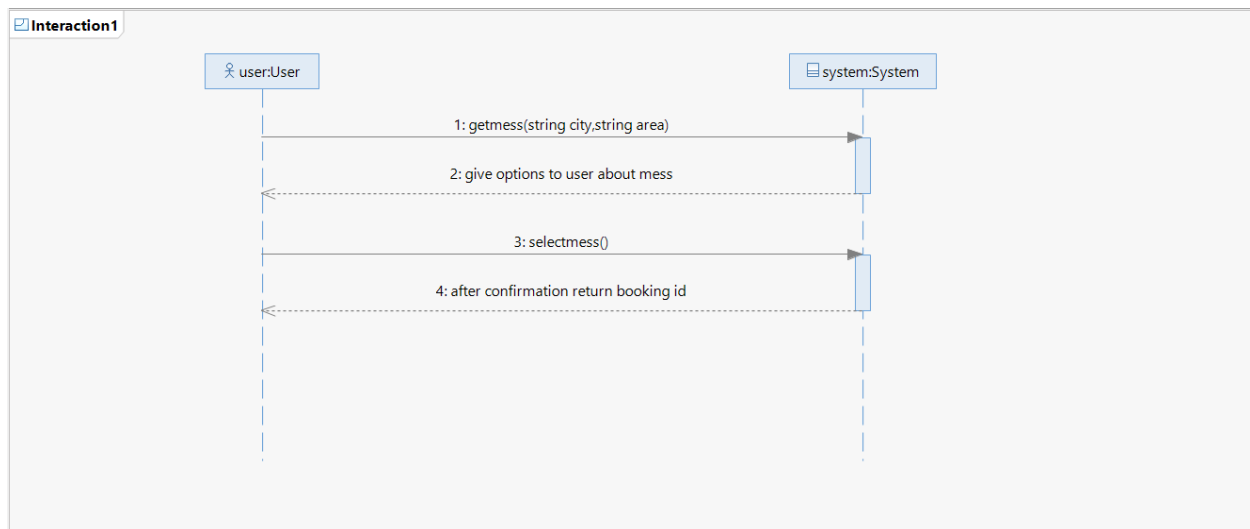 Interaction1
user:User
system:System
1: getmess(string city,string area)
2: give options to user about mess
3: selectmess()
4: after confirmation return booking id